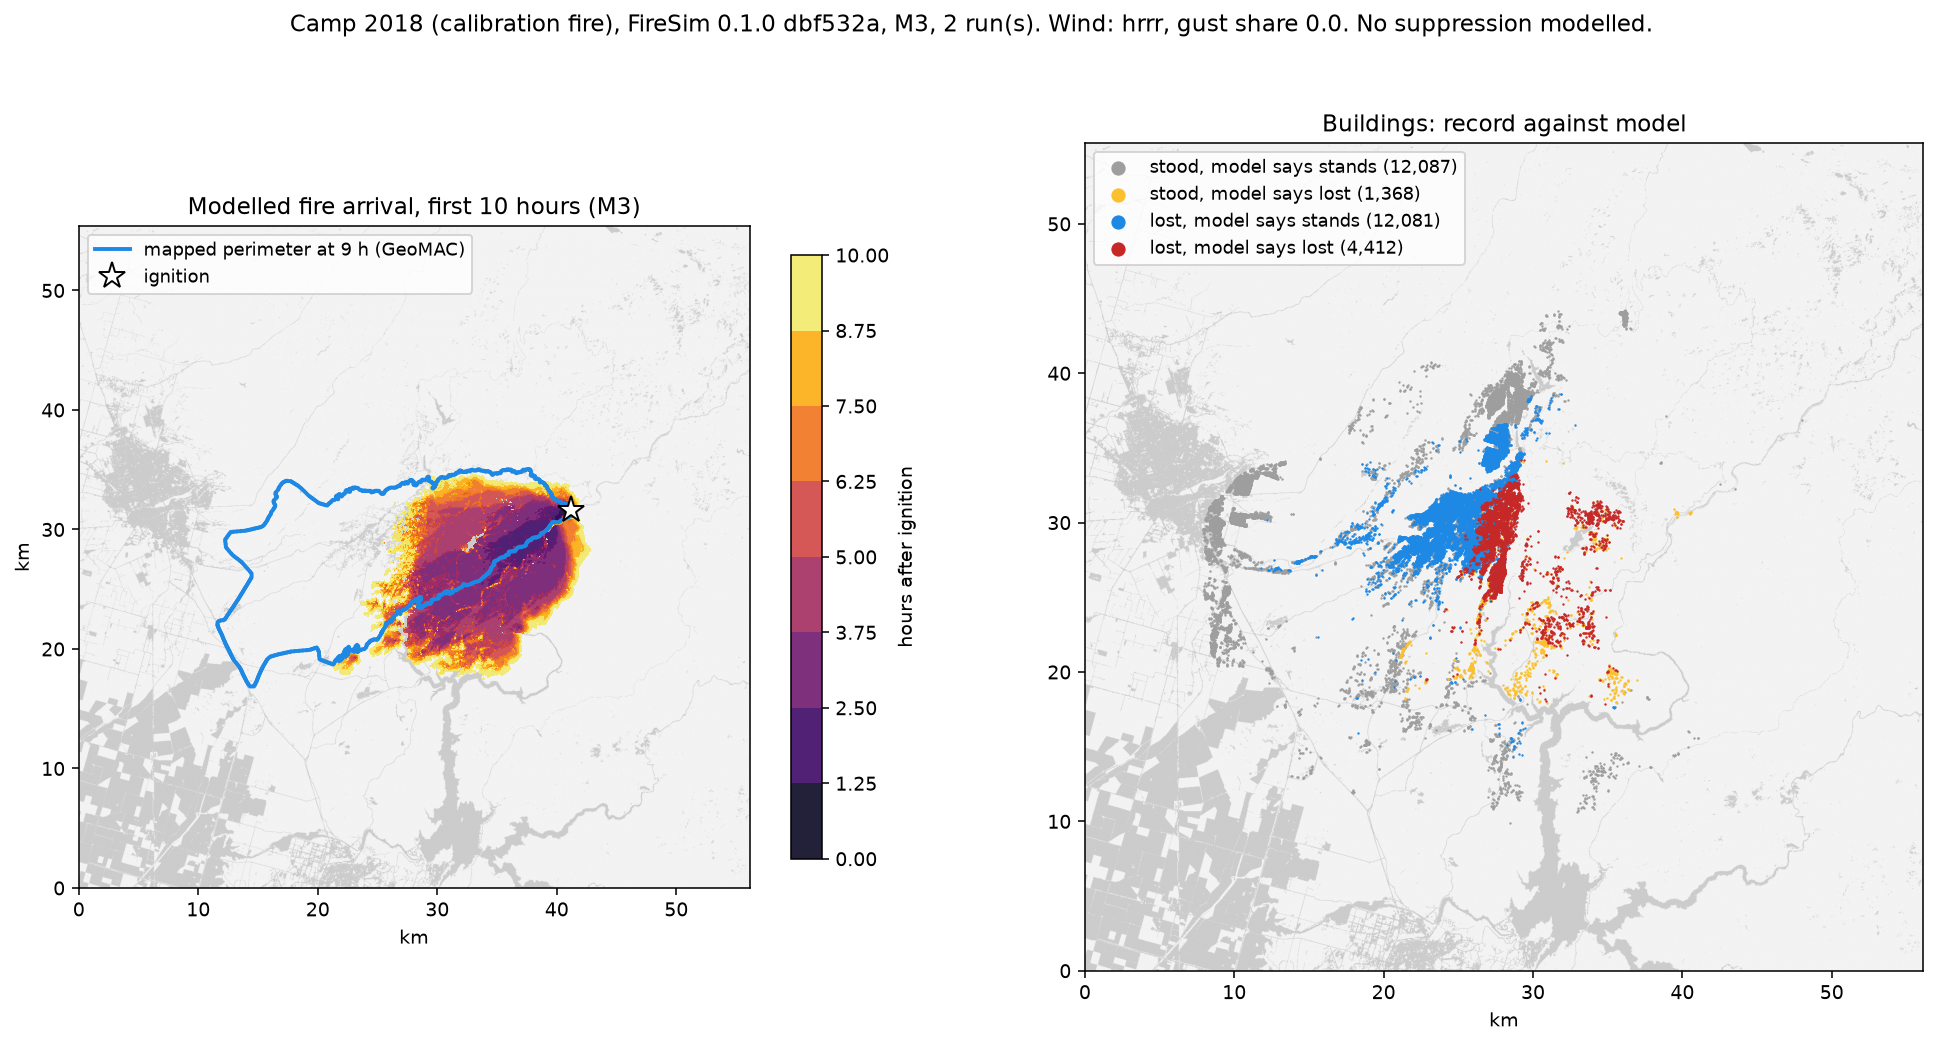 Camp 2018 (calibration fire), FireSim 0.1.0 dbf532a, M3, 2 run(s). Wind: hrrr, gust share 0.0. No suppression modelled.
Modelled fire arrival, first 10 hours (M3)
mapped perimeter at 9 h (GeoMAC)
ignition
50
40
30
20
10
0
km
0 10 20 30 40 50
km
10.00
8.75
7.50
6.25
5.00
3.75
2.50
1.25
0.00
hours after ignition
Buildings: record against model
stood, model says stands (12,087)
stood, model says lost (1,368)
lost, model says stands (12,081)
lost, model says lost (4,412)
50
40
30
20
10
0
km
0 10 20 30 40 50
km